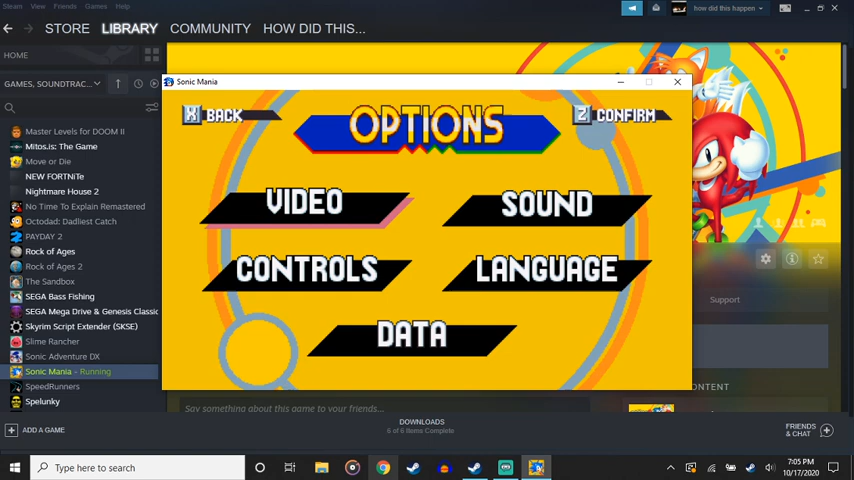 Steam View Friends Games Help
how did this happen
STORE LIBRARY COMMUNITY HOW DID THIS...
HOME
GAMES, SOUNDTRAC...
Sonic Mania
X BACK
OPTIONS
Z CONFIRM
VIDEO
SOUND
CONTROLS
LANGUAGE
DATA
Master Levels for DOOM II
Mitos.is: The Game
Move or Die
NEW FORTNiTe
Nightmare House 2
No Time To Explain Remastered
Octodad: Dadliest Catch
PAYDAY 2
Rock of Ages
Rock of Ages 2
The Sandbox
SEGA Bass Fishing
SEGA Mega Drive & Genesis Classic
Skyrim Script Extender (SKSE)
Slime Rancher
Sonic Adventure DX
Sonic Mania - Running
SpeedRunners
Spelunky
Support
ONTENT
Say something about this game to your friends...
ADD A GAME
DOWNLOADS
6 of 6 Items Complete
FRIENDS
& CHAT
Type here to search
7:05 PM
10/17/2020